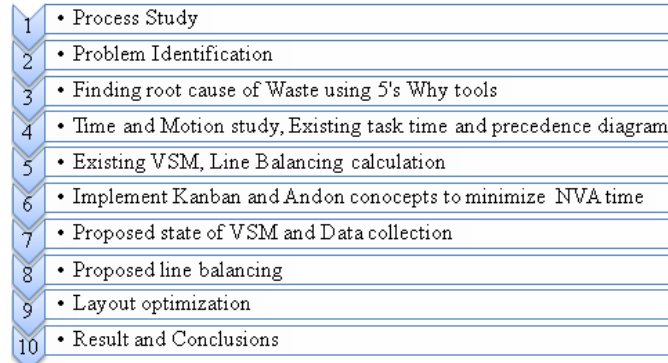 1 • Process Study
2 • Problem Identification
3 • Finding root cause of Waste using 5's Why tools
4 • Time and Motion study, Existing task time and precedence diagram
5 • Existing VSM, Line Balancing calculation
6 • Implement Kanban and Andon conocepts to minimize NVA time
7 • Proposed state of VSM and Data collection
8 • Proposed line balancing
9 • Layout optimization
10 • Result and Conclusions